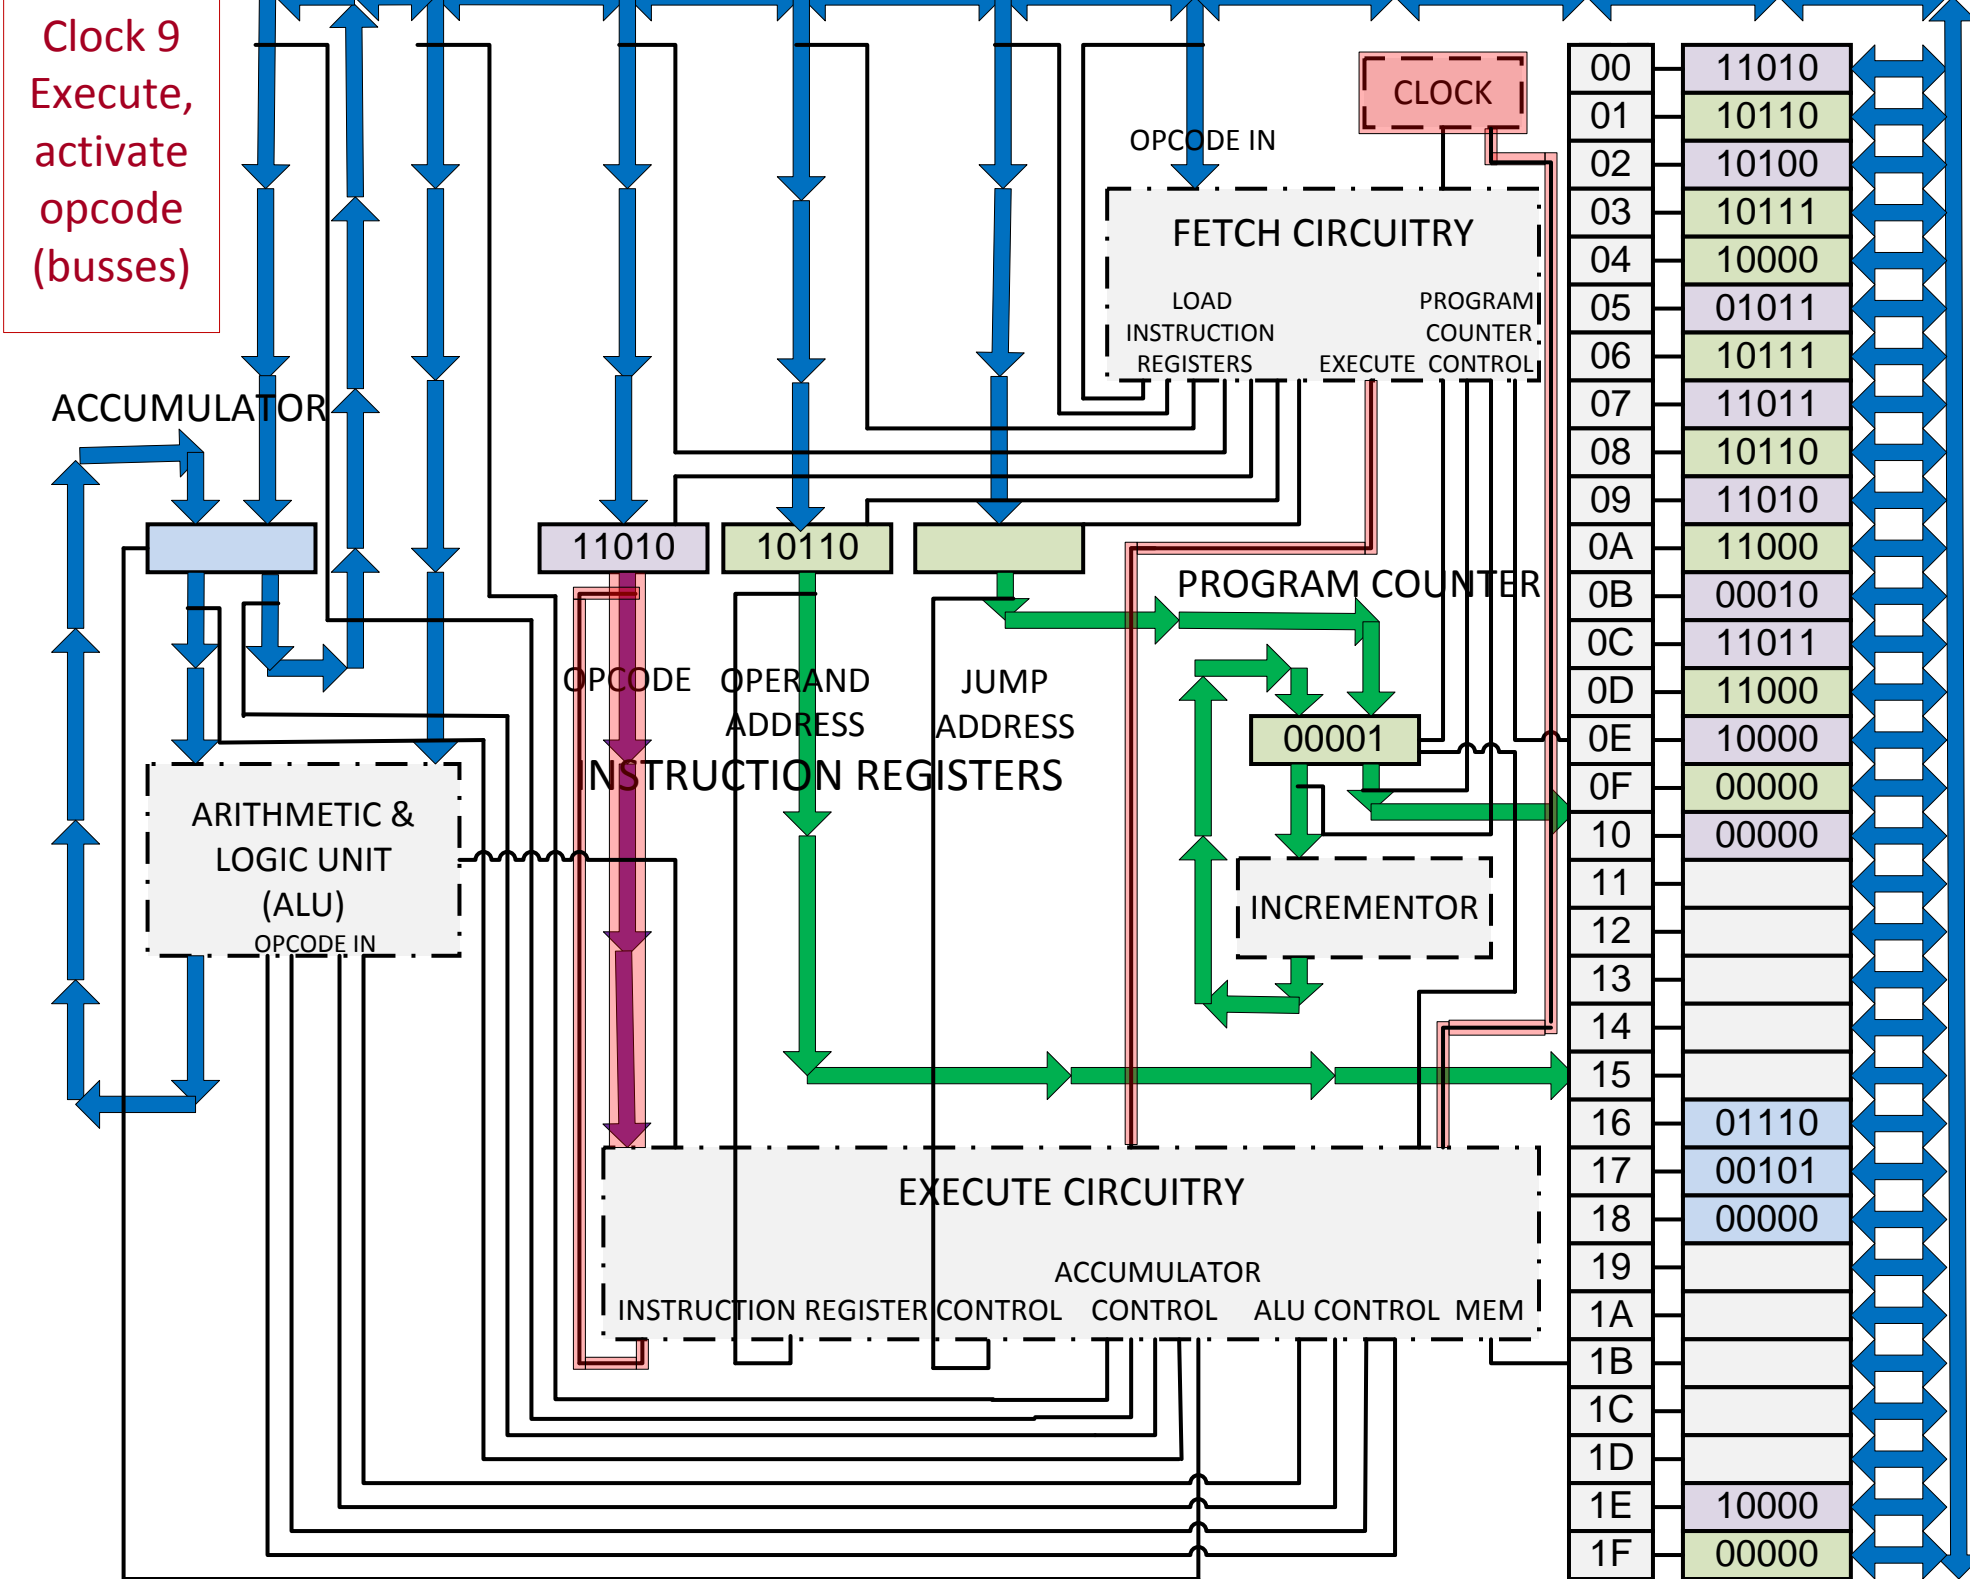 Clock 9
Execute,
activate
opcode
(busses)
CLOCK
OPCODE IN
FETCH CIRCUITRY
LOAD
INSTRUCTION
REGISTERS
EXECUTE
PROGRAM
COUNTER
CONTROL
ACCUMULATOR
11010
10110
PROGRAM COUNTER
OPCODE
OPERAND
ADDRESS
JUMP
ADDRESS
INSTRUCTION REGISTERS
00001
INCREMENTOR
ARITHMETIC &
LOGIC UNIT
(ALU)
OPCODE IN
EXECUTE CIRCUITRY
INSTRUCTION REGISTER CONTROL
ACCUMULATOR
CONTROL
ALU CONTROL
MEM
00 11010
01 10110
02 10100
03 10111
04 10000
05 01011
06 10111
07 11011
08 10110
09 11010
0A 11000
0B 00010
0C 11011
0D 11000
0E 10000
0F 00000
10 00000
11
12
13
14
15
16 01110
17 00101
18 00000
19
1A
1B
1C
1D
1E 10000
1F 00000